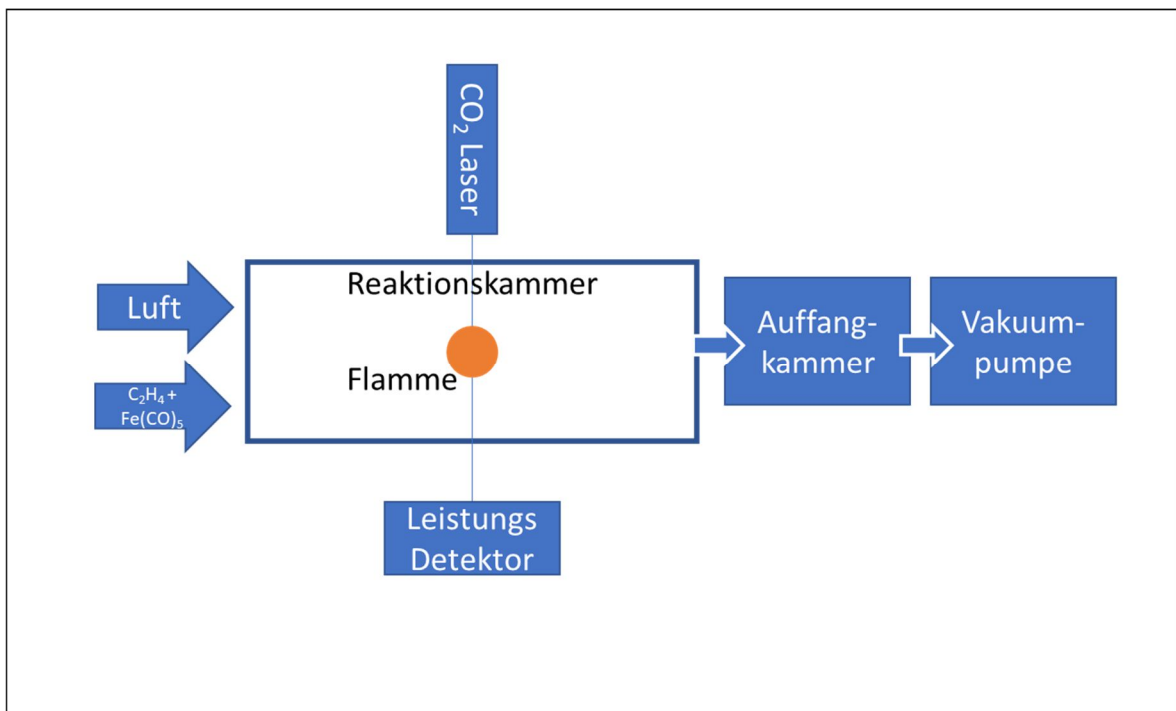 CO₂ Laser
Reaktionskammer
Luft
Flamme
C₂H₄ +
Fe(CO)₅
Auffang-
kammer
Vakuum-
pumpe
Leistungs
Detektor